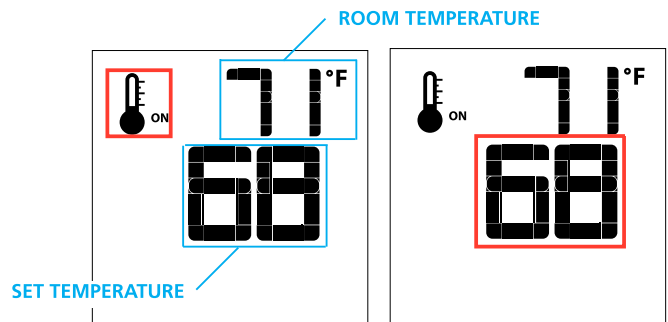 ROOM TEMPERATURE
71 °F
ON
68
71 °F
ON
68
SET TEMPERATURE